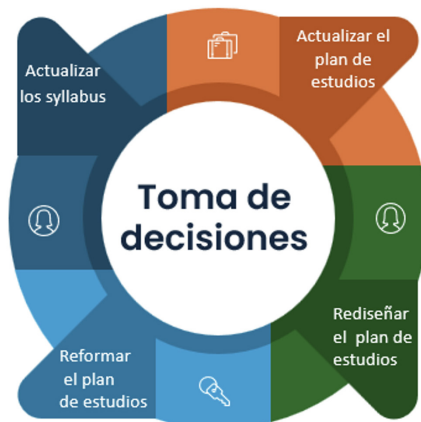 Actualizar
los syllabus
Actualizar el
plan de
estudios
Toma de
decisiones
Reformar
el plan
de estudios
Rediseñar
el plan de
estudios